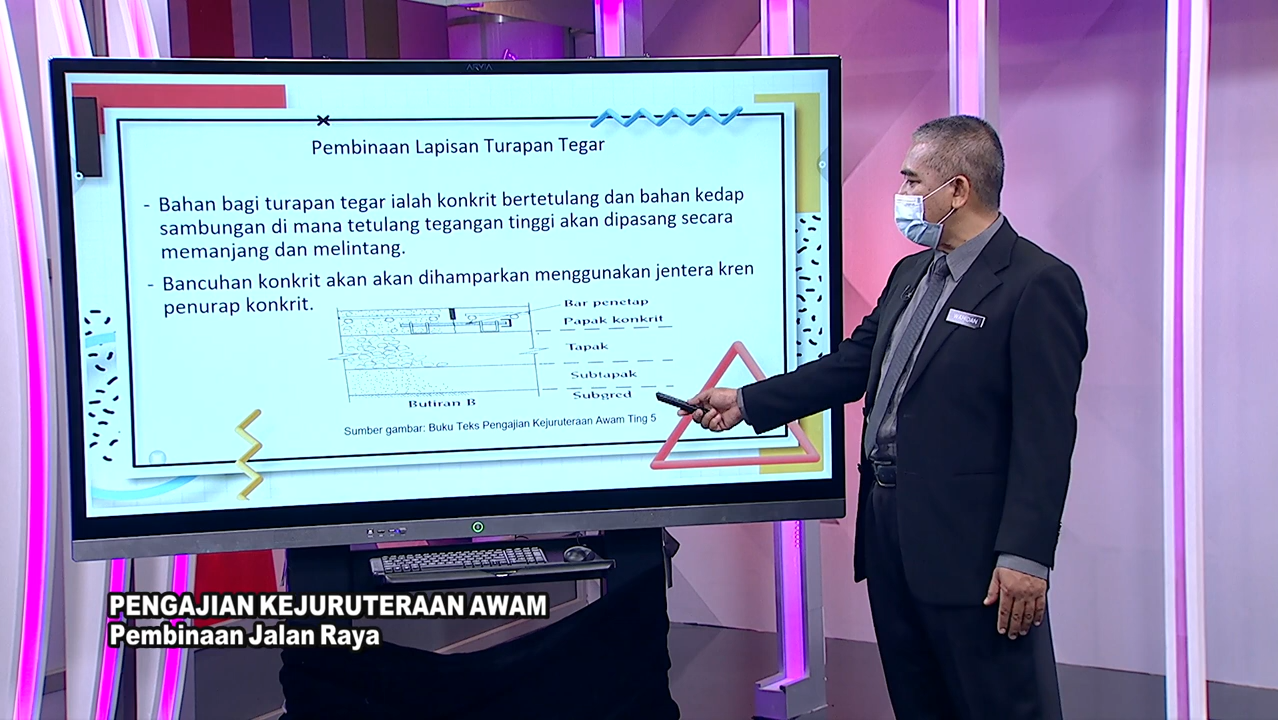 Pembinaan Lapisan Turapan Tegar
- Bahan bagi turapan tegar ialah konkrit bertetulang dan bahan kedap
sambungan di mana tetulang tegangan tinggi akan dipasang secara
memanjang dan melintang.
- Bancuhan konkrit akan akan dihamparkan menggunakan jentera kren
penurap konkrit.
Bar penetap
Papak konkrit
Tapak
Subtapak
Subgred
Butiran B
Sumber gambar: Buku Teks Pengajian Kejuruteraan Awam Ting 5
PENGAJIAN KEJURUTERAAN AWAM
Pembinaan Jalan Raya